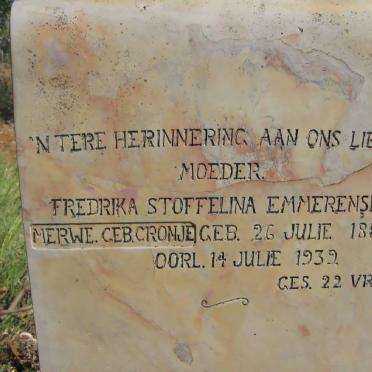 'N TERE HERINNERING AAN ONS LIE
MOEDER.
FREDRIKA STOFFELINA EMMERENS
MERWE. GEB. CRONJE GEB. 26 JULIE 18
OORL. 14 JULIE 1939.
GES. 22 VR